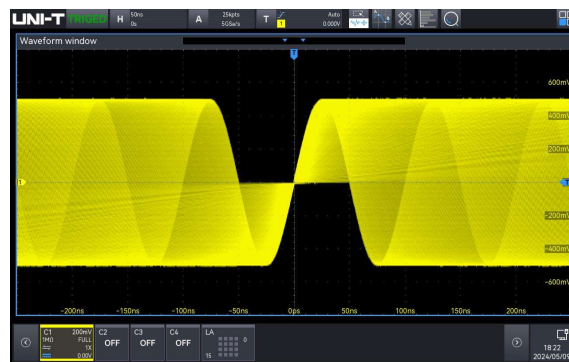 UNI-T TRIGED H 50ns 0s A 25kpts 5GSa/s T 1 Auto 0.000V
Waveform window
T
600mV
400mV
200mV
1
-200mV
-400mV
-600mV
-200ns -150ns -100ns -50ns 0ps 50ns 100ns 150ns 200ns
C1 200mV C2 C3 C4 LA
1MΩ FULL OFF OFF OFF 0
1X
0.00V 15
18:22
2024/05/09